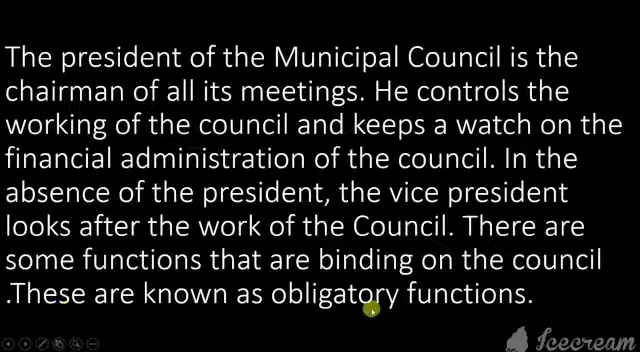 The president of the Municipal Council is the
chairman of all its meetings. He controls the
working of the council and keeps a watch on the
financial administration of the council. In the
absence of the president, the vice president
looks after the work of the Council. There are
some functions that are binding on the council
.These are known as obligatory functions.
Icecream